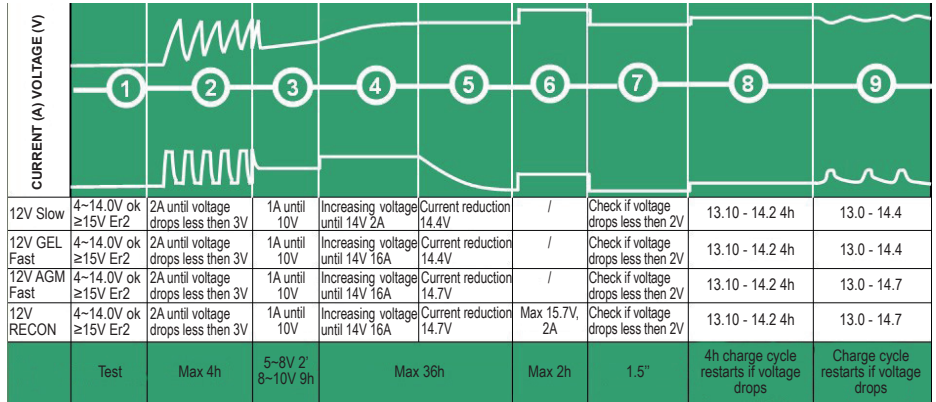 CURRENT (A) VOLTAGE (V)
1 2 3 4 5 6 7 8 9
12V Slow
4~14.0V ok
≥15V Er2
2A until voltage
drops less then 3V
1A until
10V
Increasing voltage
until 14V 2A
Current reduction
14.4V
/
Check if voltage
drops less then 2V
13.10 - 14.2 4h
13.0 - 14.4
12V GEL
Fast
4~14.0V ok
≥15V Er2
2A until voltage
drops less then 3V
1A until
10V
Increasing voltage
until 14V 16A
Current reduction
14.4V
/
Check if voltage
drops less then 2V
13.10 - 14.2 4h
13.0 - 14.4
12V AGM
Fast
4~14.0V ok
≥15V Er2
2A until voltage
drops less then 3V
1A until
10V
Increasing voltage
until 14V 16A
Current reduction
14.7V
/
Check if voltage
drops less then 2V
13.10 - 14.2 4h
13.0 - 14.7
12V
RECON
4~14.0V ok
≥15V Er2
2A until voltage
drops less then 3V
1A until
10V
Increasing voltage
until 14V 16A
Current reduction
14.7V
Max 15.7V,
2A
Check if voltage
drops less then 2V
13.10 - 14.2 4h
13.0 - 14.7
Test
Max 4h
5~8V 2'
8~10V 9h
Max 36h
Max 2h
1.5’’
4h charge cycle
restarts if voltage
drops
Charge cycle
restarts if voltage
drops